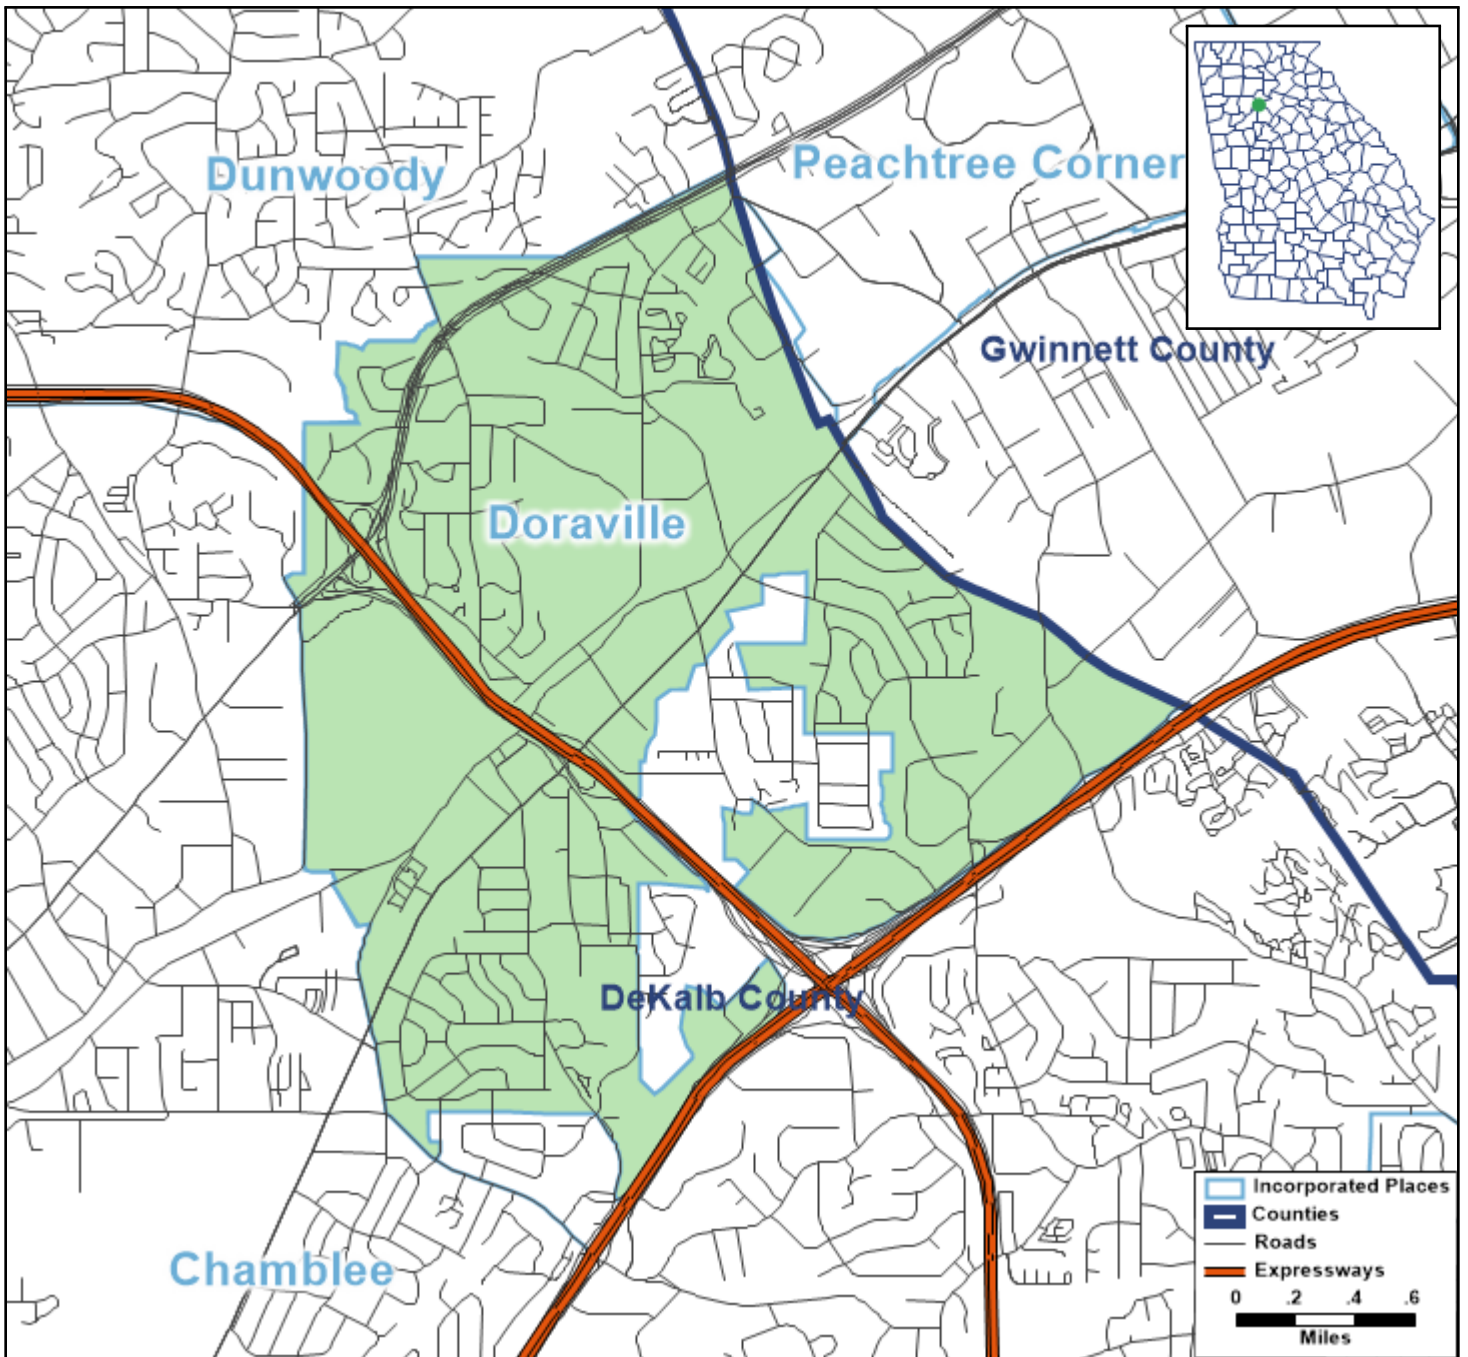 Dunwoody
Peachtree Corner
Gwinnett County
Doraville
DeKalb County
Chamblee
Incorporated Places
Counties
Roads
Expressways
0 .2 .4 .6
Miles